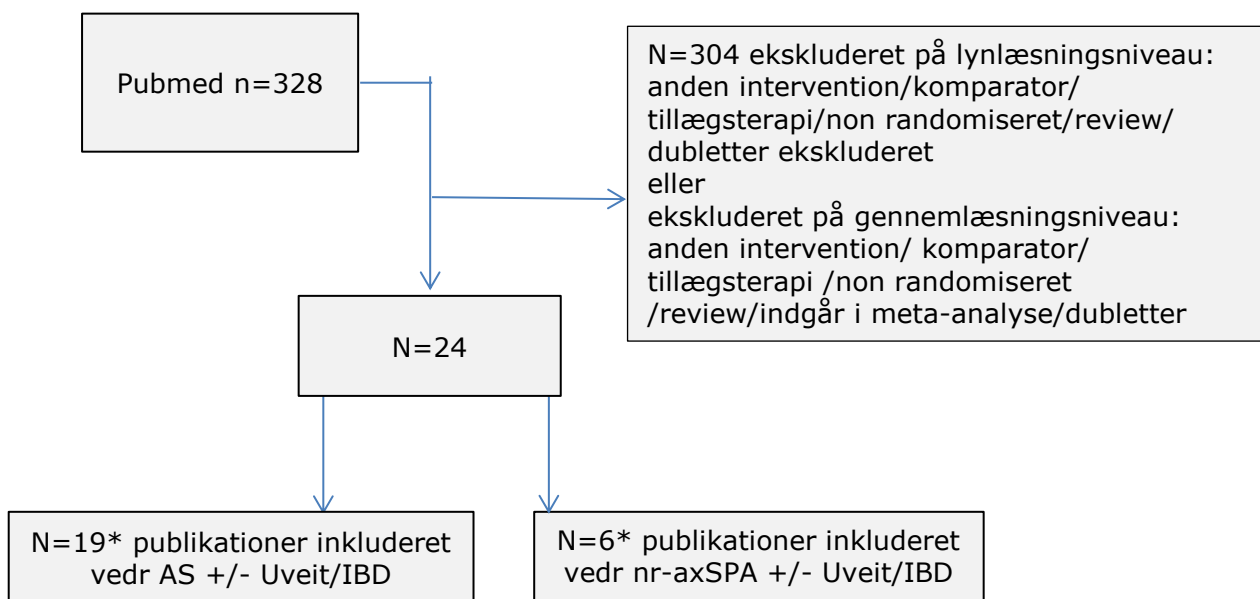 Pubmed n=328
N=304 ekskluderet på lynlæsningsniveau:
anden intervention/komparator/
tillægsterapi/non randomiseret/review/
dubletter ekskluderet
eller
ekskluderet på gennemlæsningsniveau:
anden intervention/ komparator/
tillægsterapi /non randomiseret
/review/indgår i meta-analyse/dubletter
N=24
N=19* publikationer inkluderet
vedr AS +/- Uveit/IBD
N=6* publikationer inkluderet
vedr nr-axSPA +/- Uveit/IBD